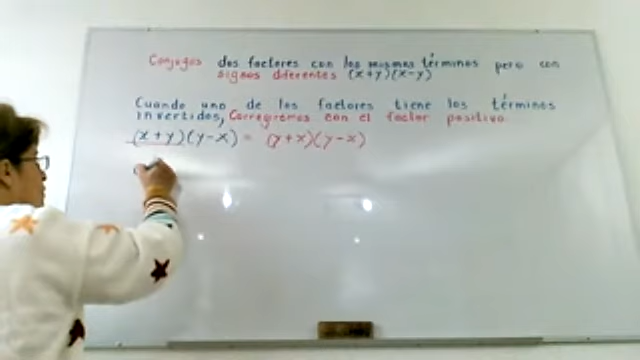 Conjugos dos factores con los mismos términos pero con
signos diferentes (x+y)(x-y)
Cuando uno de los factores tiene los términos
invertidos, Corregiremos con el factor positivo.
(x+y)(y-x) = (y+x)(y-x)